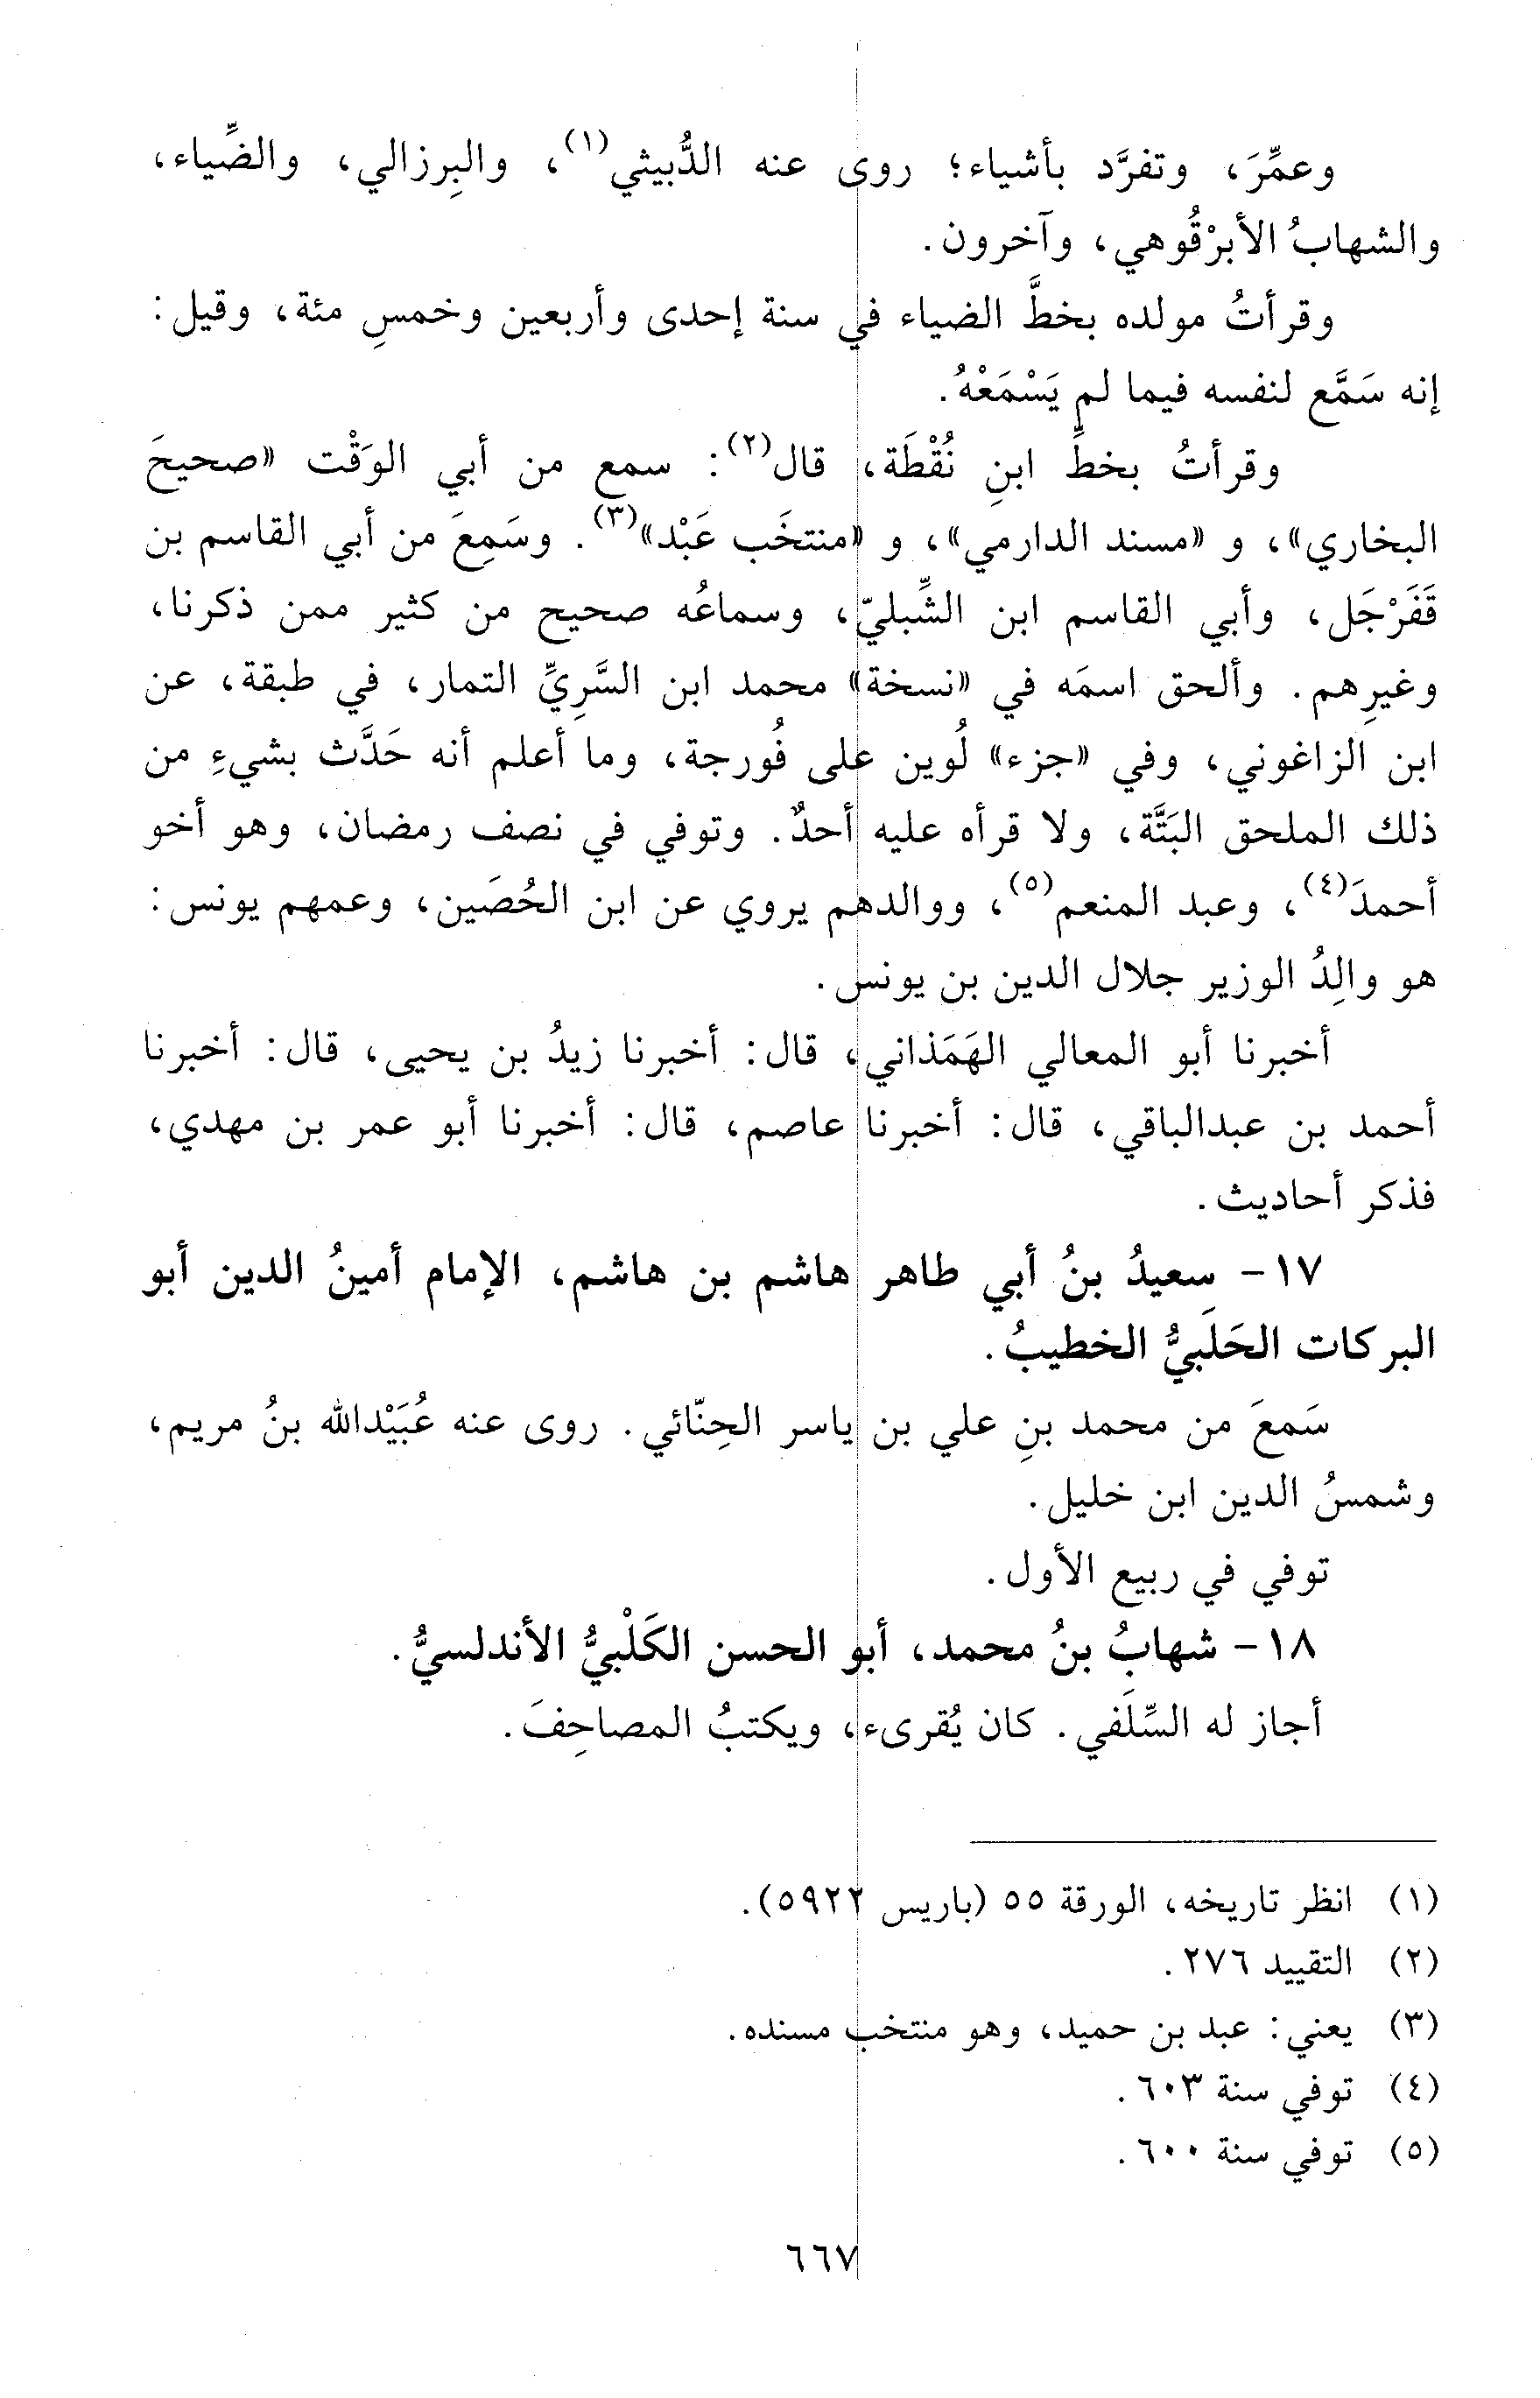 وعمِّرَ، وتفرَّد بأشياء؛ روى عنه الدُّبيثي(١)، والبِرزالي، والضِّياء،
والشهابُ الأبرْقُوهي، وآخرون.
وقرأتُ مولده بخطَّ الضياء في سنة إحدى وأربعين وخمسِ مئة، وقيل:
إنه سَمَّع لنفسه فيما لم يَسْمَعْهُ.
وقرأتُ بخطِّ ابنِ نُقْطَة، قال(٢): سمع من أبي الوَقْت «صحيحَ
البخاري»، و «مسند الدارمي»، و «منتخَب عَبْد»(٣). وسَمِعَ من أبي القاسم بن
قَفَرْجَل، وأبي القاسم ابن الشِّبليّ، وسماعُه صحيح من كثير ممن ذكرنا،
وغيرِهم. وألحق اسمَه في «نسخة» محمد ابن السَّرِيِّ التمار، في طبقة، عن
ابن الزاغوني، وفي «جزء» لُوين على فُورجة، وما أعلم أنه حَدَّث بشيءِ من
ذلك الملحق البَتَّة، ولا قرأه عليه أحدٌ. وتوفي في نصف رمضان، وهو أخو
أحمدَ(٤)، وعبد المنعم(٥)، ووالدهم يروي عن ابن الحُصَين، وعمهم يونس:
هو والِدُ الوزير جلال الدين بن يونس.
أخبرنا أبو المعالي الهَمَذاني، قال: أخبرنا زيدُ بن يحيى، قال: أخبرنا
أحمد بن عبدالباقي، قال: أخبرنا عاصم، قال: أخبرنا أبو عمر بن مهدي،
فذكر أحاديث.
١٧- سعيدُ بنُ أبي طاهر هاشم بن هاشم، الإمام أمينُ الدين أبو
البركات الحَلَبيُّ الخطيبُ.
سَمعَ من محمد بنِ علي بن ياسر الحِنّائي. روى عنه عُبَيْدالله بنُ مريم،
وشمسُ الدين ابن خليل.
توفي في ربيع الأول.
١٨- شهابُ بنُ محمد، أبو الحسن الكَلْبيُّ الأندلسيُّ.
أجاز له السِّلَفي. كان يُقرىء، ويكتبُ المصاحِفَ.
(١) انظر تاريخه، الورقة ٥٥ (باريس ٥٩٢٢).
(٢) التقييد ٢٧٦.
(٣) يعني: عبد بن حميد، وهو منتخب مسنده.
(٤) توفي سنة ٦٠٣.
(٥) توفي سنة ٦٠٠.
٦٦٧